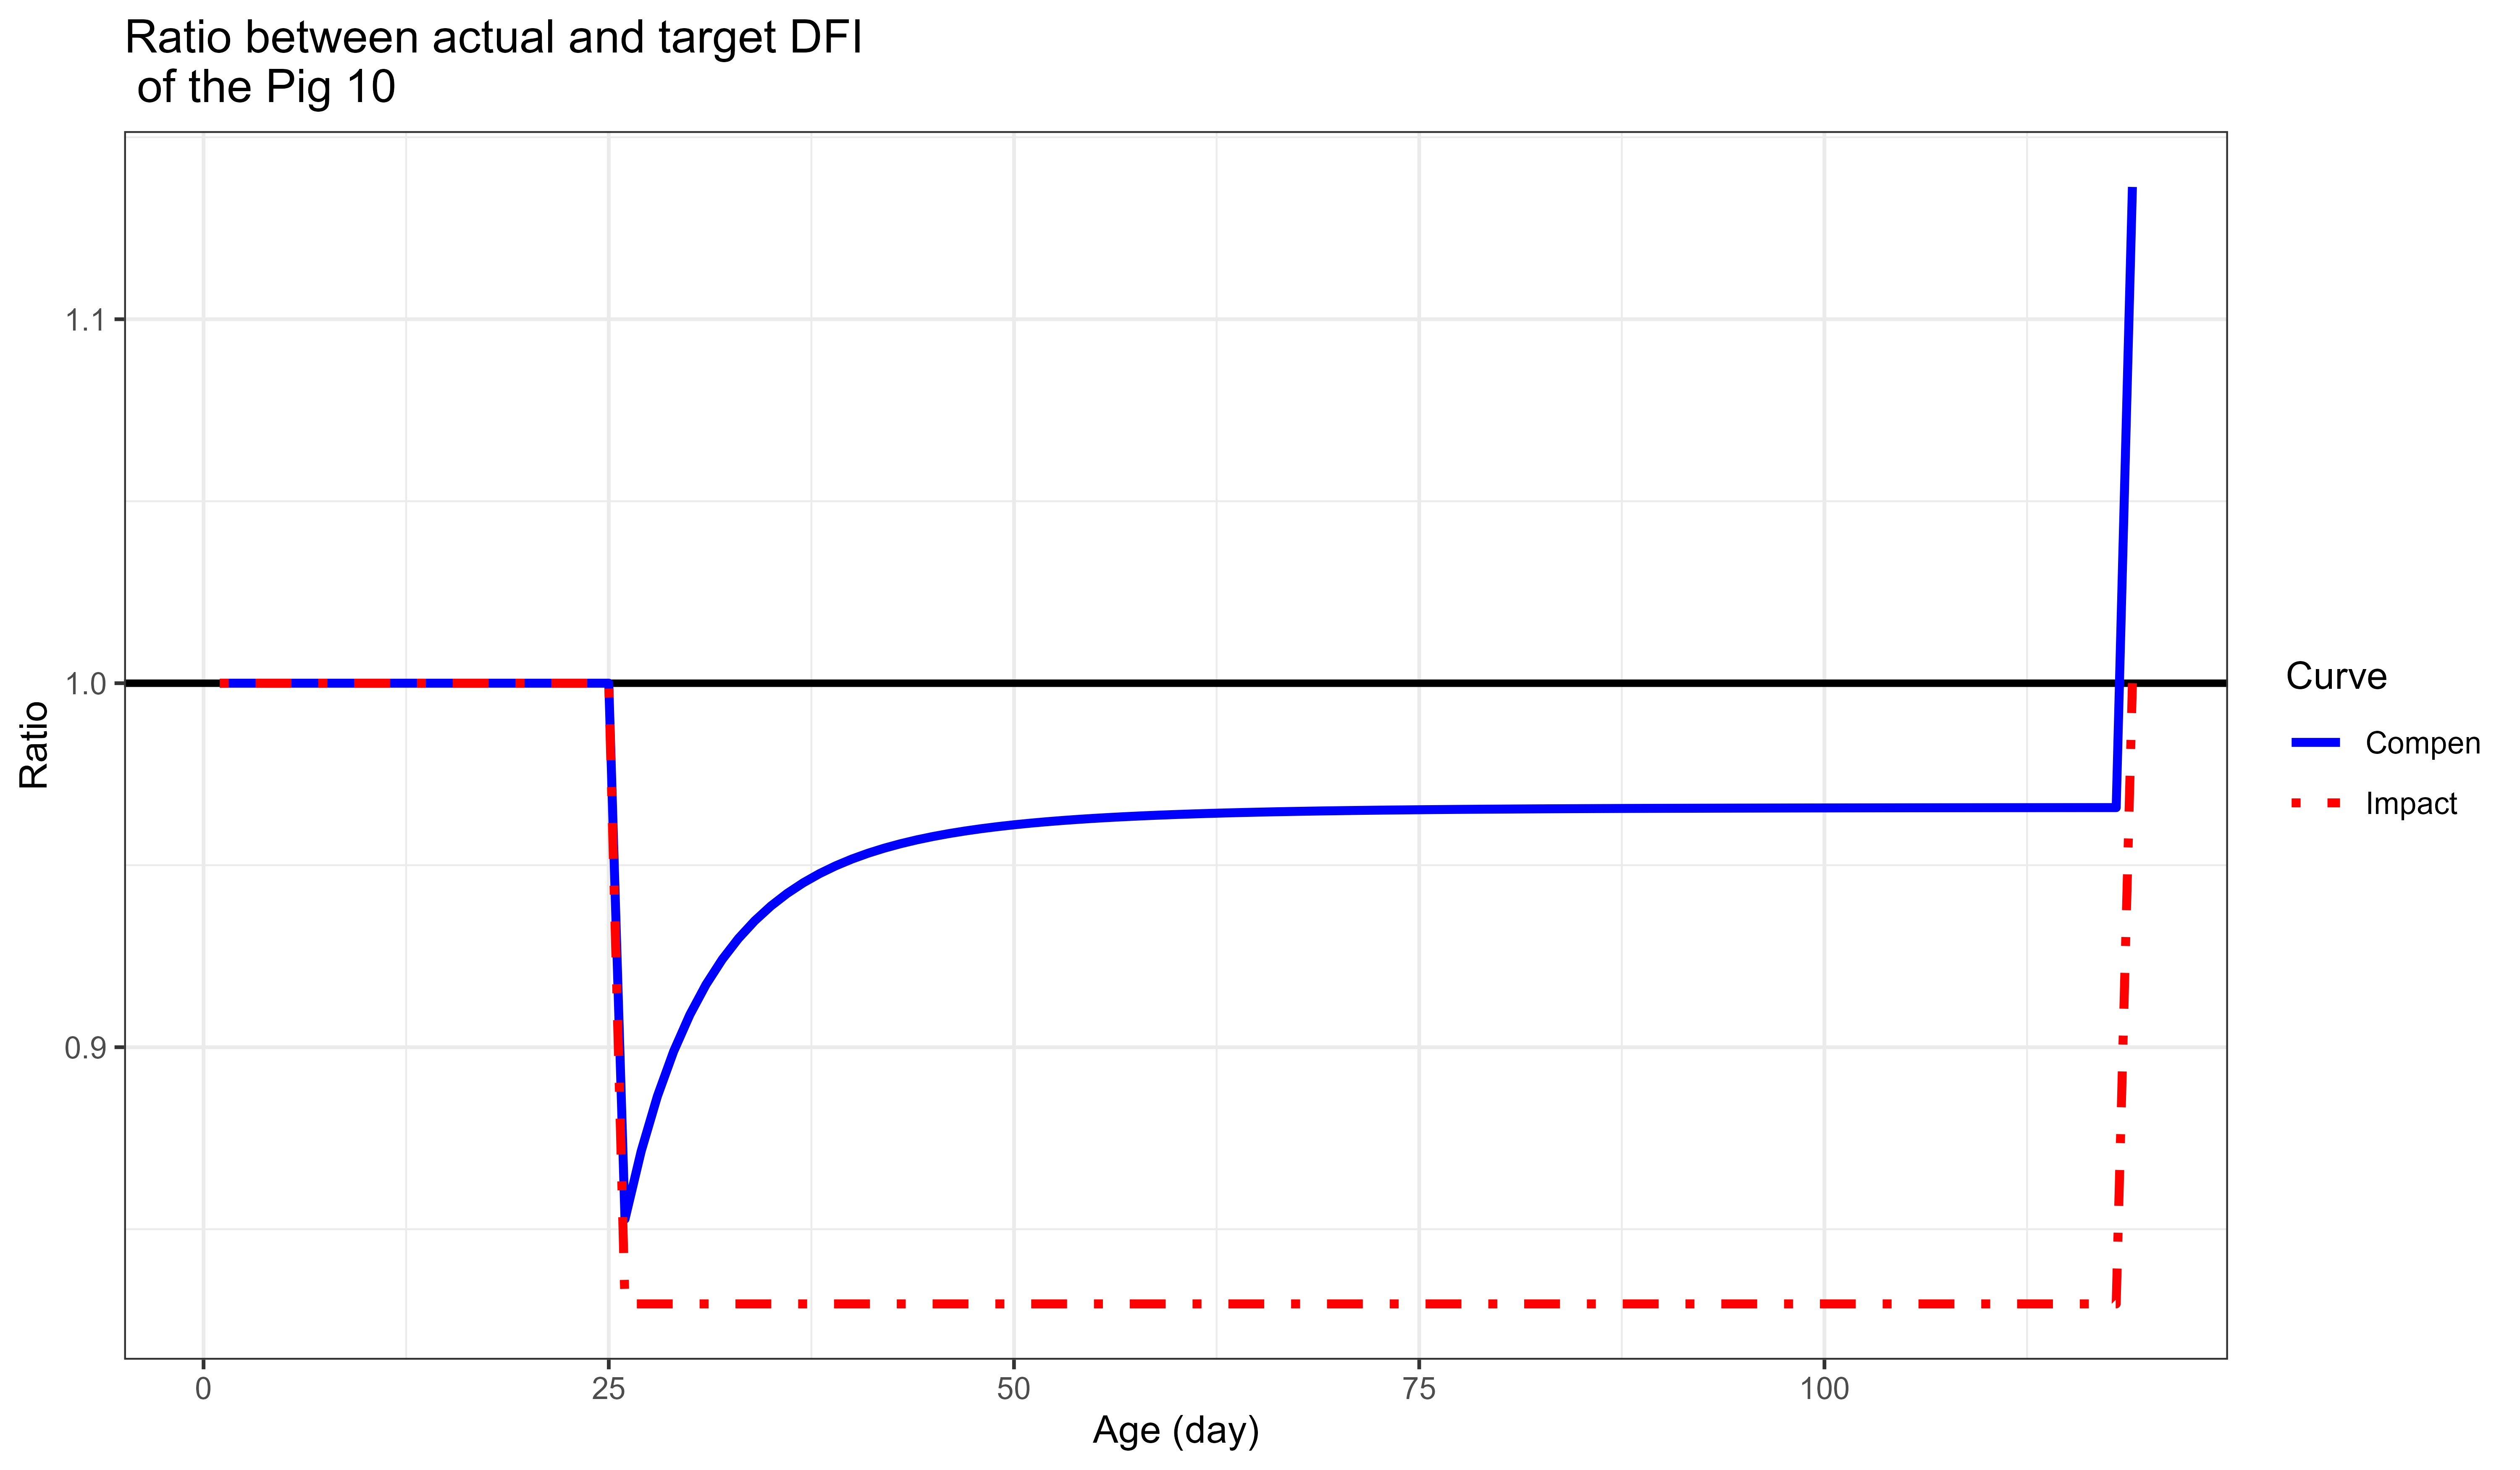 Ratio between actual and target DFI
of the Pig 10
1.1
1.0
0.9
Ratio
0
25
50
75
100
Age (day)
Curve
Compen
Impact